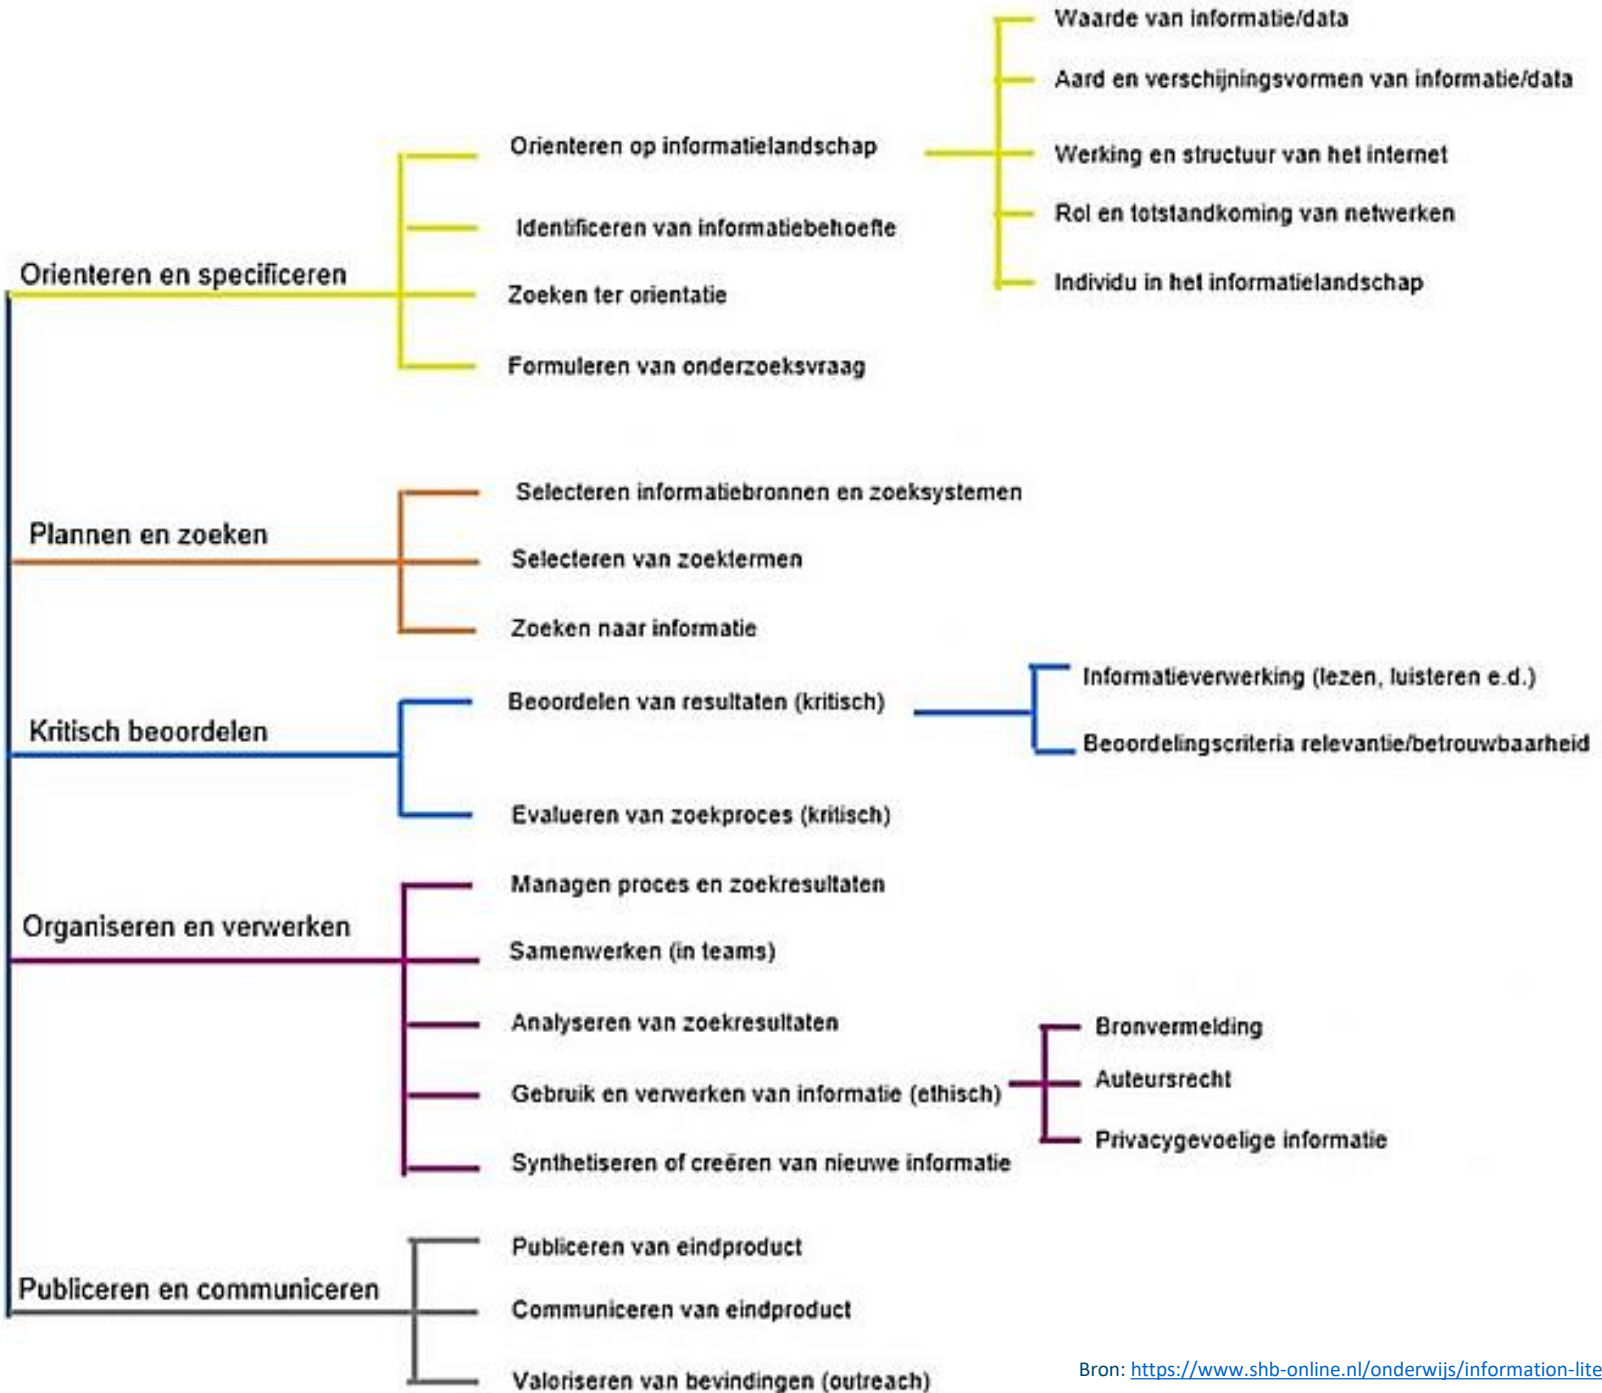 Orienteren en specificeren
Orienteren op informatielandschap
Waarde van informatie/data
Aard en verschijningsvormen van informatie/data
Werking en structuur van het internet
Rol en totstandkoming van netwerken
Individu in het informatielandschap
Identificeren van informatiebehoefte
Zoeken ter orientatie
Formuleren van onderzoeksvraag
Plannen en zoeken
Selecteren informatiebronnen en zoeksystemen
Selecteren van zoektermen
Zoeken naar informatie
Kritisch beoordelen
Beoordelen van resultaten (kritisch)
Informatieverwerking (lezen, luisteren e.d.)
Beoordelingscriteria relevantie/betrouwbaarheid
Evalueren van zoekproces (kritisch)
Organiseren en verwerken
Managen proces en zoekresultaten
Samenwerken (in teams)
Analyseren van zoekresultaten
Gebruik en verwerken van informatie (ethisch)
Bronvermelding
Auteursrecht
Privacygevoelige informatie
Synthetiseren of creëren van nieuwe informatie
Publiceren en communiceren
Publiceren van eindproduct
Communiceren van eindproduct
Valoriseren van bevindingen (outreach)
Bron: https://www.shb-online.nl/onderwijs/information-lite